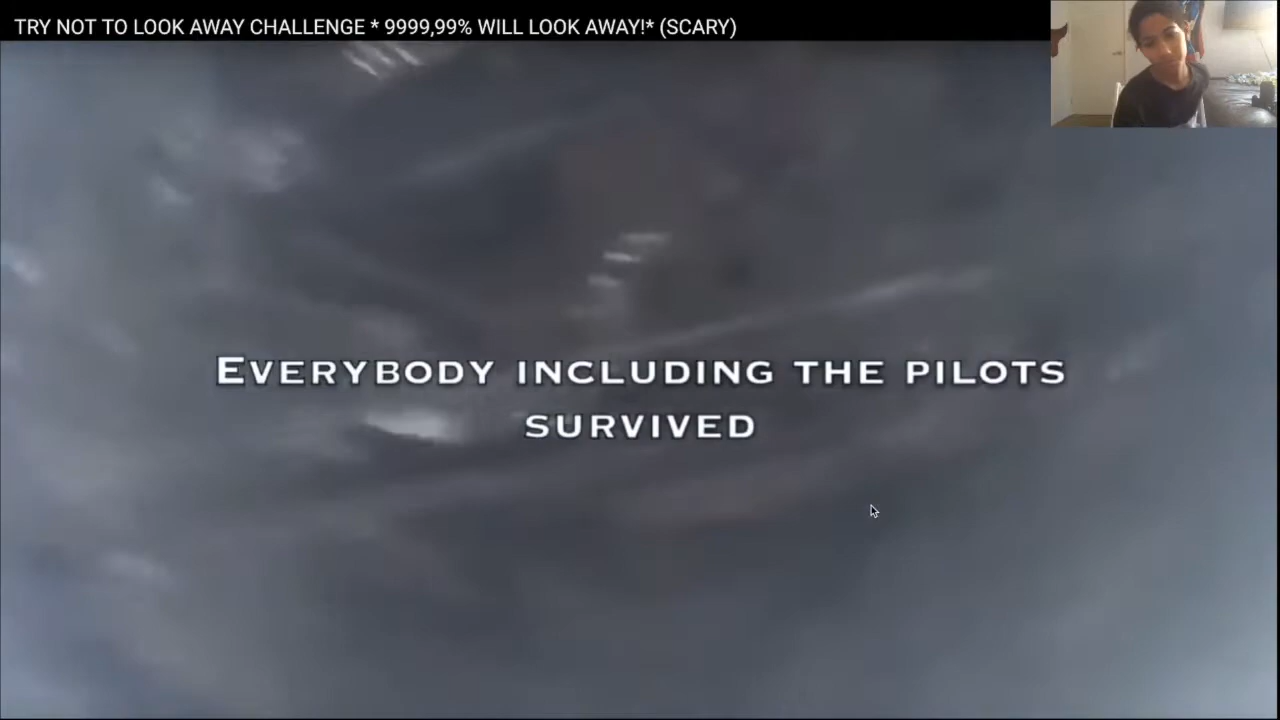 TRY NOT TO LOOK AWAY CHALLENGE * 9999,99% WILL LOOK AWAY!* (SCARY)
EVERYBODY INCLUDING THE PILOTS
SURVIVED